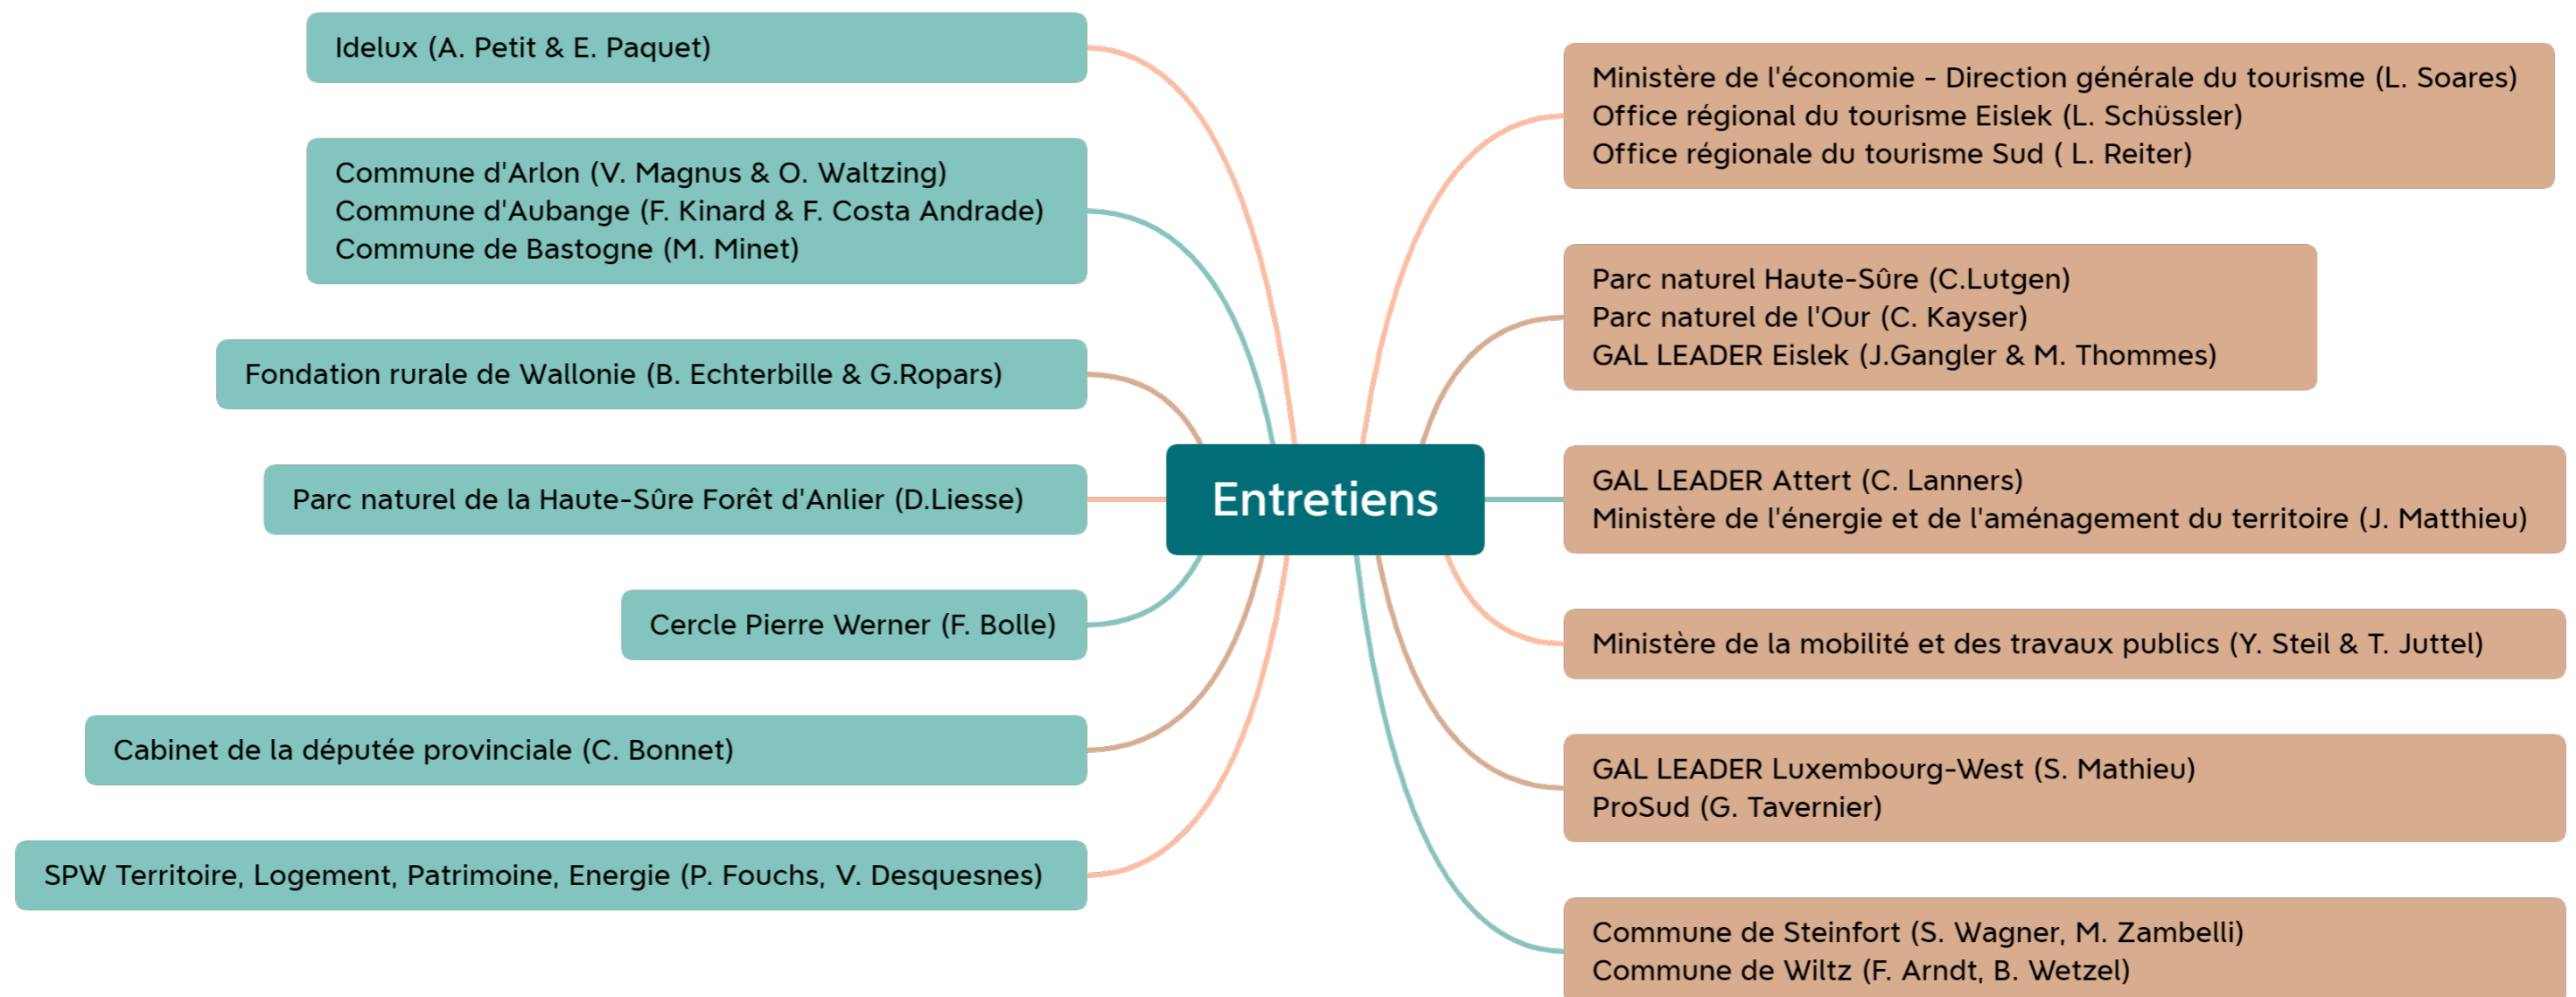 Idelux (A. Petit & E. Paquet)
Commune d'Arlon (V. Magnus & O. Waltzing)
Commune d'Aubange (F. Kinard & F. Costa Andrade)
Commune de Bastogne (M. Minet)
Fondation rurale de Wallonie (B. Echterbille & G.Ropars)
Parc naturel de la Haute-Sûre Forêt d'Anlier (D.Liesse)
Cercle Pierre Werner (F. Bolle)
Cabinet de la députée provinciale (C. Bonnet)
SPW Territoire, Logement, Patrimoine, Energie (P. Fouchs, V. Desquesnes)
Entretiens
Ministère de l'économie - Direction générale du tourisme (L. Soares)
Office régional du tourisme Eislek (L. Schüssler)
Office régionale du tourisme Sud ( L. Reiter)
Parc naturel Haute-Sûre (C.Lutgen)
Parc naturel de l'Our (C. Kayser)
GAL LEADER Eislek (J.Gangler & M. Thommes)
GAL LEADER Attert (C. Lanners)
Ministère de l'énergie et de l'aménagement du territoire (J. Matthieu)
Ministère de la mobilité et des travaux publics (Y. Steil & T. Juttel)
GAL LEADER Luxembourg-West (S. Mathieu)
ProSud (G. Tavernier)
Commune de Steinfort (S. Wagner, M. Zambelli)
Commune de Wiltz (F. Arndt, B. Wetzel)